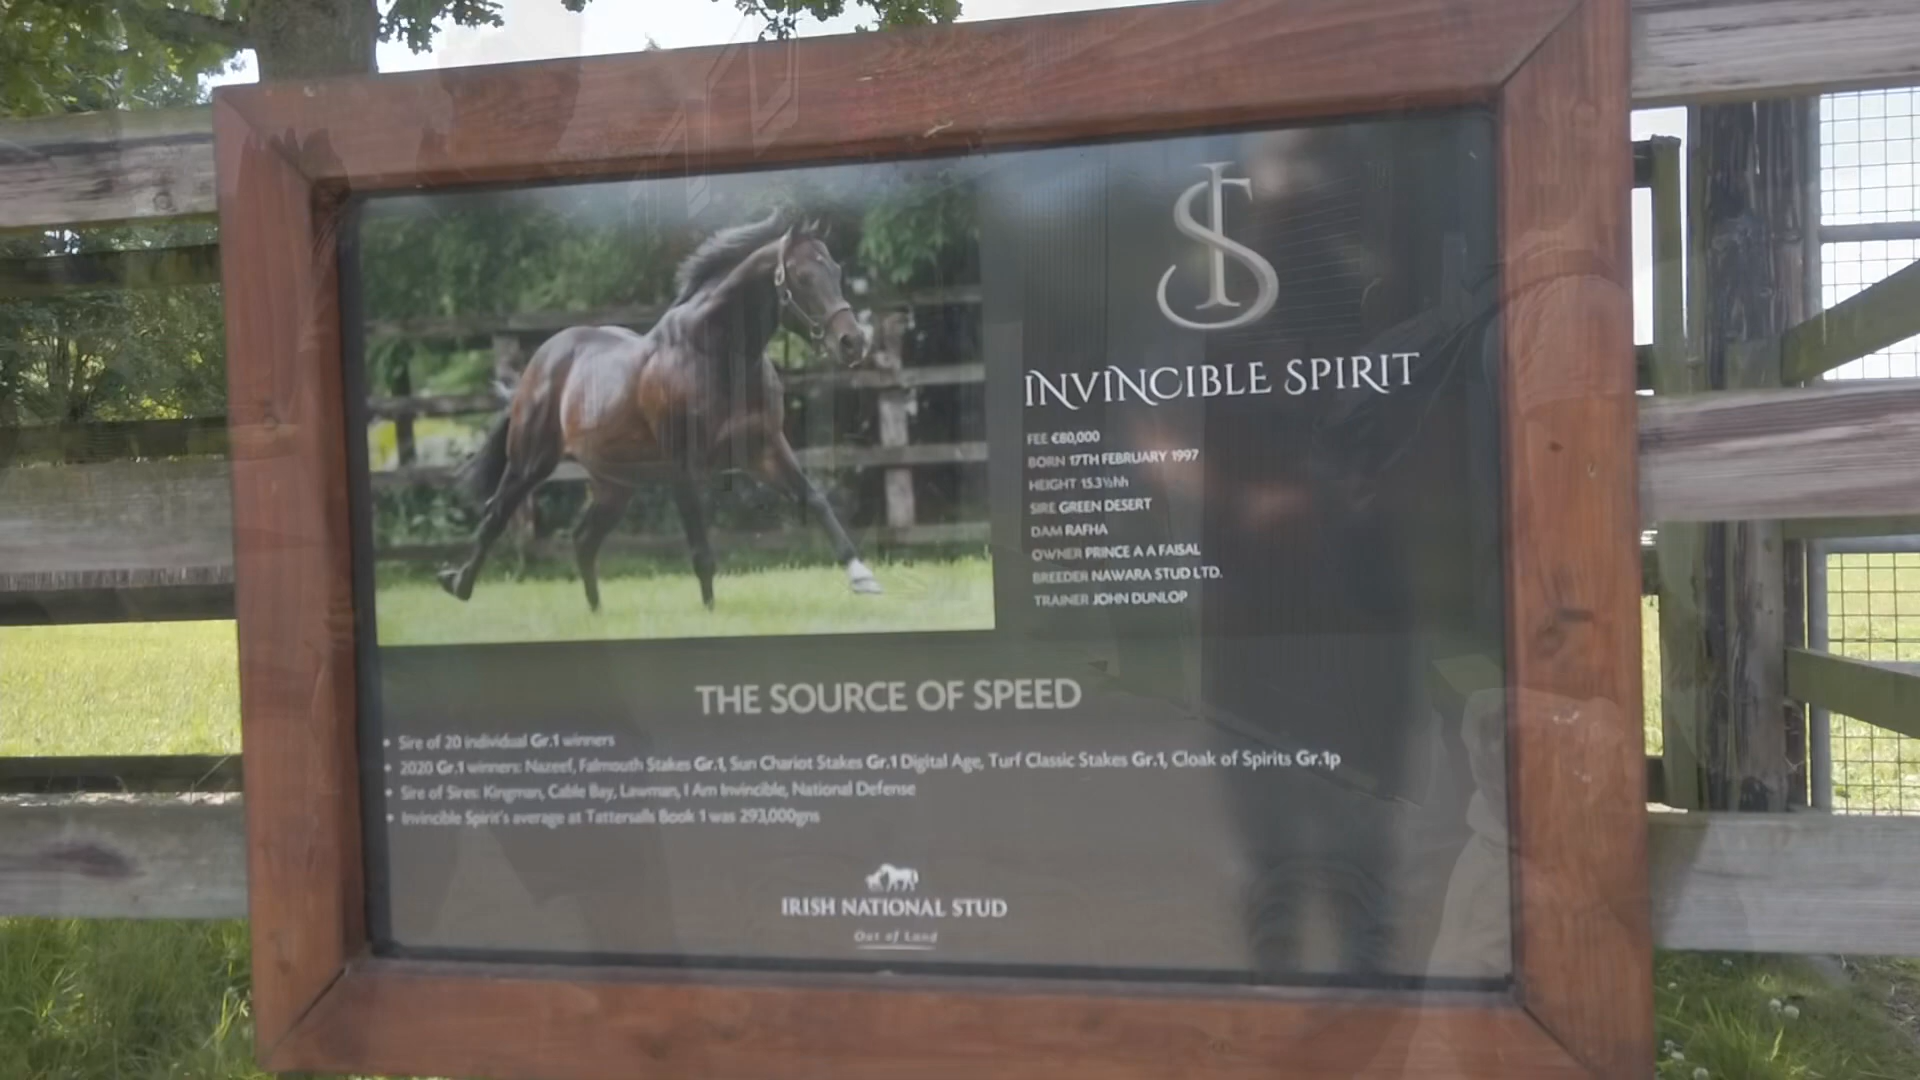 IS
INVINCIBLE SPIRIT
FEE €80,000
BORN 17TH FEBRUARY 1997
HEIGHT 15.3½hh
SIRE GREEN DESERT
DAM RAFHA
OWNER PRINCE A A FAISAL
BREEDER NAWARA STUD LTD.
TRAINER JOHN DUNLOP
THE SOURCE OF SPEED
• Sire of 20 individual Gr.1 winners
• 2020 Gr.1 winners: Nazeef, Falmouth Stakes Gr.1, Sun Chariot Stakes Gr.1 Digital Age, Turf Classic Stakes Gr.1, Cloak of Spirits Gr.1p
• Sire of Sires: Kingman, Cable Bay, Lawman, I Am Invincible, National Defense
• Invincible Spirit's average at Tattersalls Book 1 was 293,000gns
IRISH NATIONAL STUD
Out of Land